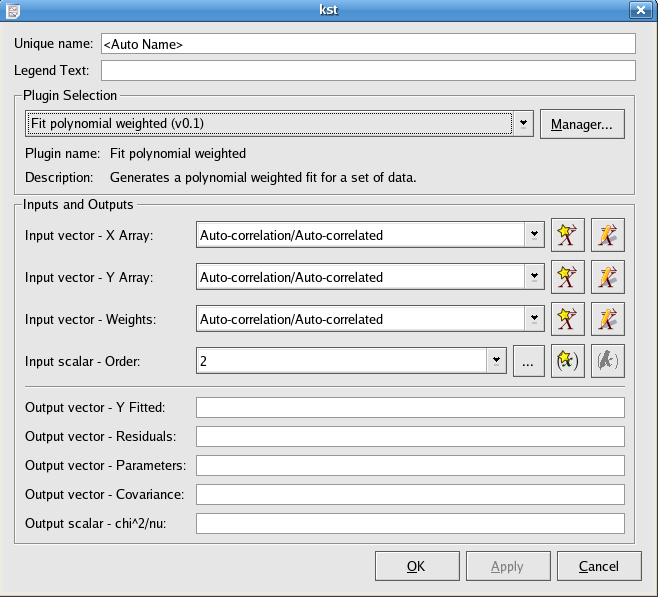 kst
Unique name: <Auto Name>
Legend Text:
Plugin Selection
Fit polynomial weighted (v0.1) Manager...
Plugin name: Fit polynomial weighted
Description: Generates a polynomial weighted fit for a set of data.
Inputs and Outputs
Input vector - X Array: Auto-correlation/Auto-correlated
Input vector - Y Array: Auto-correlation/Auto-correlated
Input vector - Weights: Auto-correlation/Auto-correlated
Input scalar - Order: 2 ...
Output vector - Y Fitted:
Output vector - Residuals:
Output vector - Parameters:
Output vector - Covariance:
Output scalar - chi^2/nu:
OK Apply Cancel